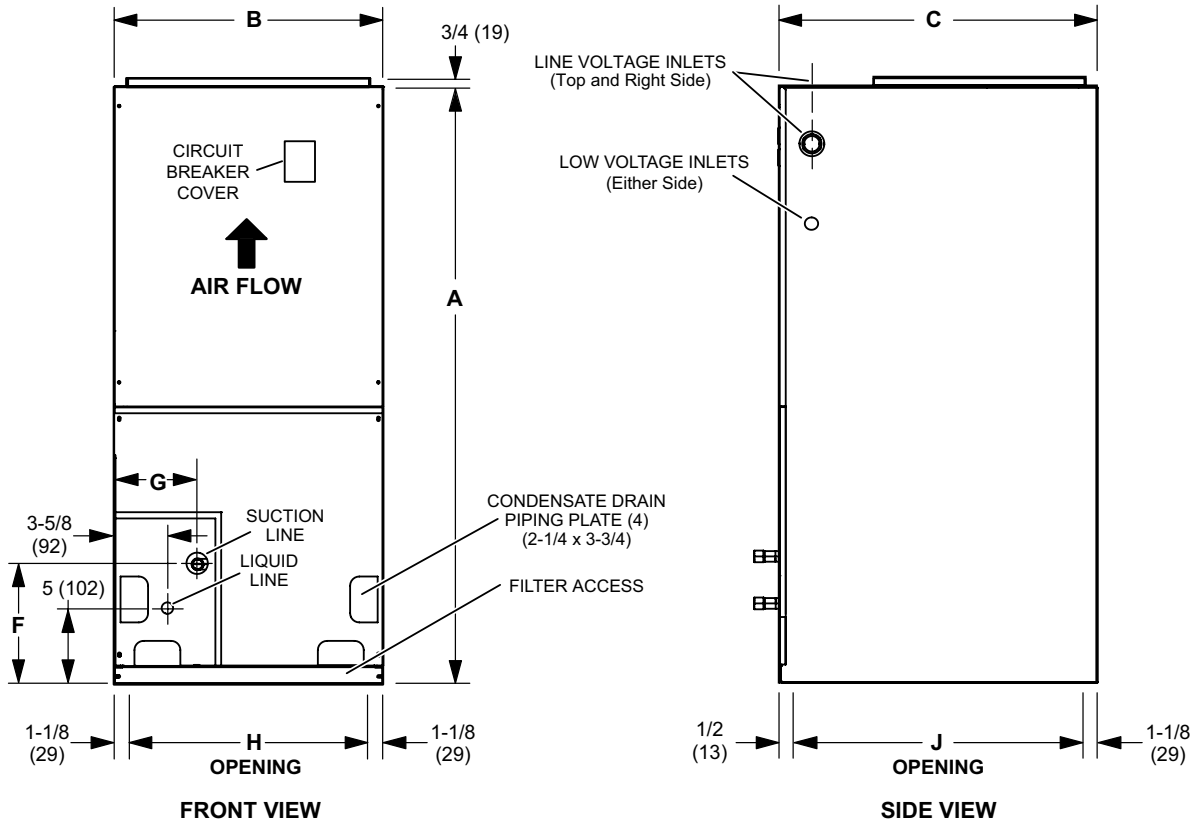 B
3/4 (19)
CIRCUIT
BREAKER
COVER
AIR FLOW
A
G
3-5/8
(92)
SUCTION
LINE
LIQUID
LINE
5 (102)
F
CONDENSATE DRAIN
PIPING PLATE (4)
(2-1/4 x 3-3/4)
FILTER ACCESS
1-1/8
(29)
H
OPENING
1-1/8
(29)
FRONT VIEW
C
LINE VOLTAGE INLETS
(Top and Right Side)
LOW VOLTAGE INLETS
(Either Side)
1/2
(13)
J
OPENING
1-1/8
(29)
SIDE VIEW